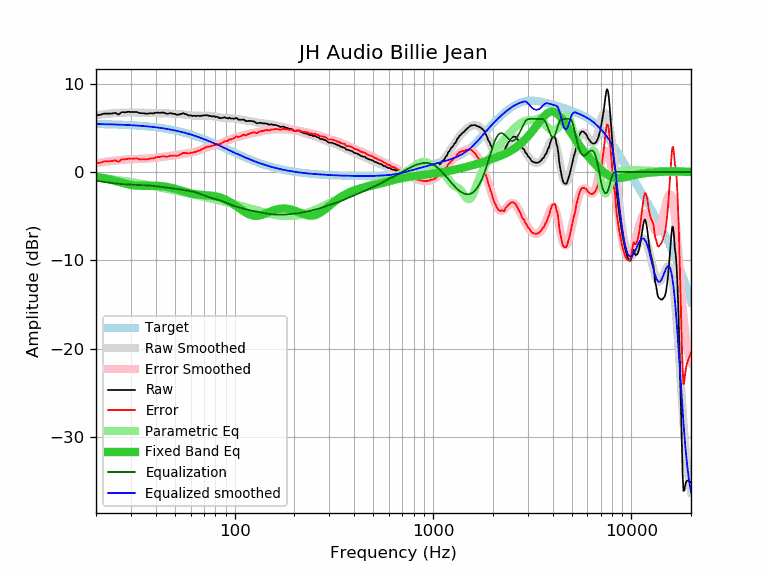 JH Audio Billie Jean
10
0
−10
−20
−30
Amplitude (dBr)
Target
Raw Smoothed
Error Smoothed
Raw
Error
Parametric Eq
Fixed Band Eq
Equalization
Equalized smoothed
100
1000
10000
Frequency (Hz)